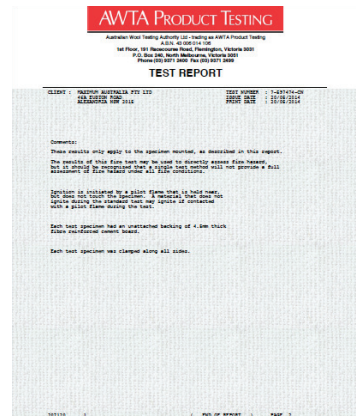 AWTA PRODUCT TESTING
Australian Wool Testing Authority Ltd - trading as AWTA Product Testing
A.B.N. 43 006 014 106
1st Floor, 191 Racecourse Road, Flemington, Victoria 3031
P.O. Box 240, North Melbourne, Victoria 3051
Phone (03) 9371 2400 Fax (03) 9371 2499
TEST REPORT
CLIENT : MAXIMUM AUSTRALIA PTY LTD TEST NUMBER : 7-597474-CN
46A HUSTON ROAD ISSUE DATE : 20/06/2014
ALEXANDRIA NSW 2015 PRINT DATE : 20/06/2014
Comments:
These results only apply to the specimen mounted, as described in this report.
The results of this fire test may be used to directly assess fire hazard,
but it should be recognised that a single test method will not provide a full
assessment of fire hazard under all fire conditions.
Ignition is initiated by a pilot flame that is held near,
but does not touch the specimen. A material that does not
ignite during the standard test may ignite if contacted
with a pilot flame during the test.
Each test specimen had an unattached backing of 4.5mm thick
fibre reinforced cement board.
Each test specimen was clamped along all sides.
END OF REPORT PAGE